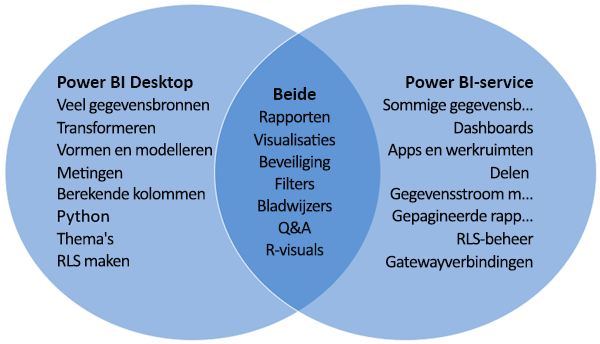 Power BI Desktop
Veel gegevensbronnen
Transformeren
Vormen en modelleren
Metingen
Berekende kolommen
Python
Thema's
RLS maken
Beide
Rapporten
Visualisaties
Beveiliging
Filters
Bladwijzers
Q&A
R-visuals
Power BI-service
Sommige gegevensb...
Dashboards
Apps en werkruimten
Delen
Gegevensstroom m...
Gepagineerde rapp...
RLS-beheer
Gatewayverbindingen